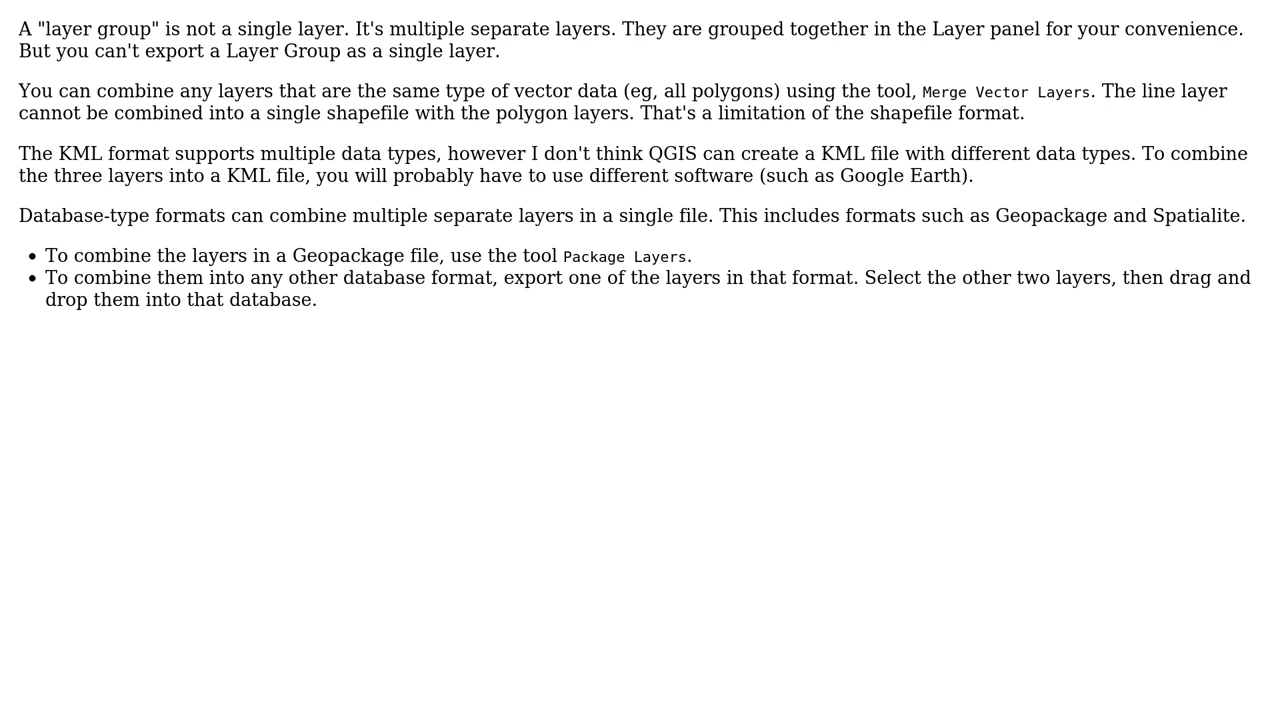 A "layer group" is not a single layer. It's multiple separate layers. They are grouped together in the Layer panel for your convenience.
But you can't export a Layer Group as a single layer.
You can combine any layers that are the same type of vector data (eg, all polygons) using the tool, Merge Vector Layers. The line layer
cannot be combined into a single shapefile with the polygon layers. That's a limitation of the shapefile format.
The KML format supports multiple data types, however I don't think QGIS can create a KML file with different data types. To combine
the three layers into a KML file, you will probably have to use different software (such as Google Earth).
Database-type formats can combine multiple separate layers in a single file. This includes formats such as Geopackage and Spatialite.
• To combine the layers in a Geopackage file, use the tool Package Layers.
• To combine them into any other database format, export one of the layers in that format. Select the other two layers, then drag and
drop them into that database.